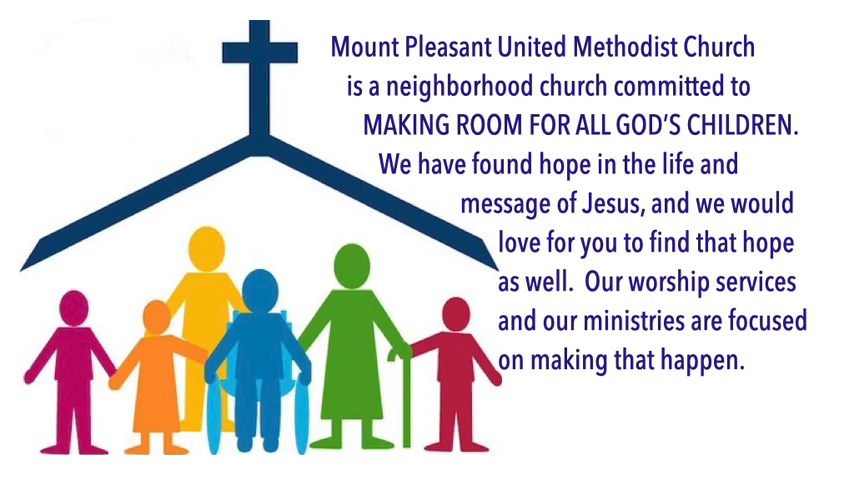 Mount Pleasant United Methodist Church
is a neighborhood church committed to
MAKING ROOM FOR ALL GOD'S CHILDREN.
We have found hope in the life and
message of Jesus, and we would
love for you to find that hope
as well.  Our worship services
and our ministries are focused
on making that happen.